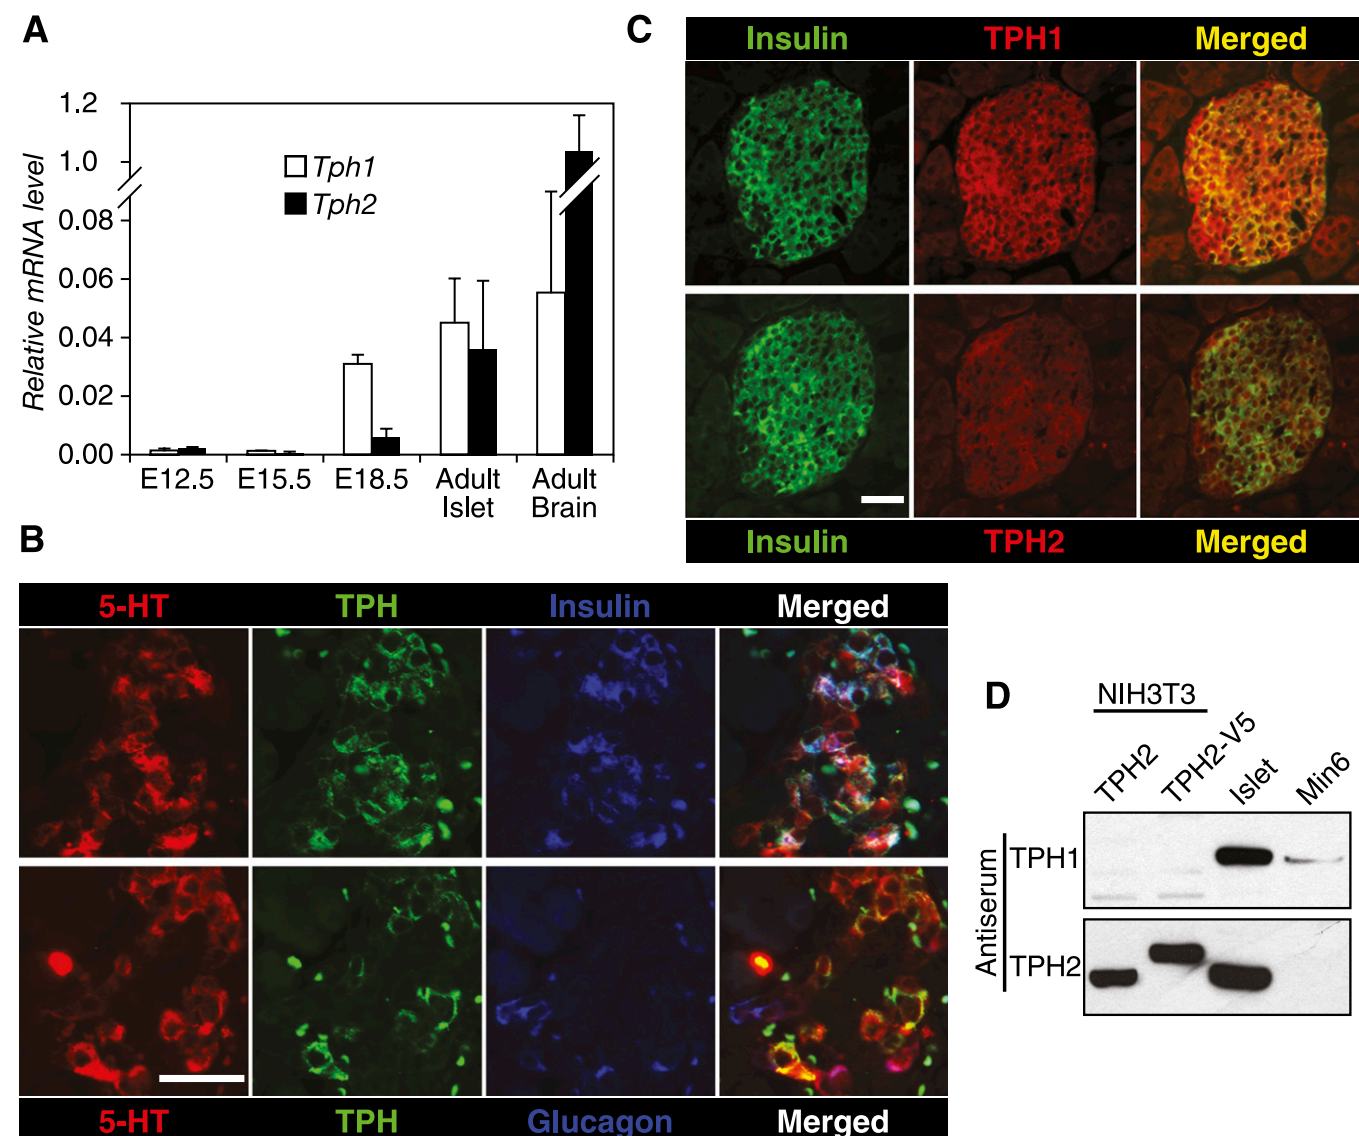 A
1.2
1.0
0.08
0.06
0.04
0.02
0.00
Relative mRNA level
Tph1
Tph2
E12.5 E15.5 E18.5 Adult Islet Adult Brain
B
5-HT TPH Insulin Merged
5-HT TPH Glucagon Merged
C
Insulin TPH1 Merged
Insulin TPH2 Merged
D
NIH3T3
TPH2 TPH2-V5 Islet Min6
Antiserum
TPH1
TPH2